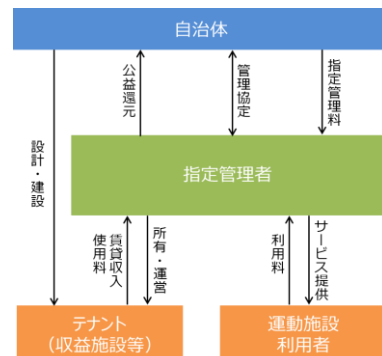 自治体
公益還元
管理協定
指定管理料
設計・建設
指定管理者
賃貸収入
使用料
所有・運営
利用料
サービス提供
テナント
（収益施設等）
運動施設
利用者